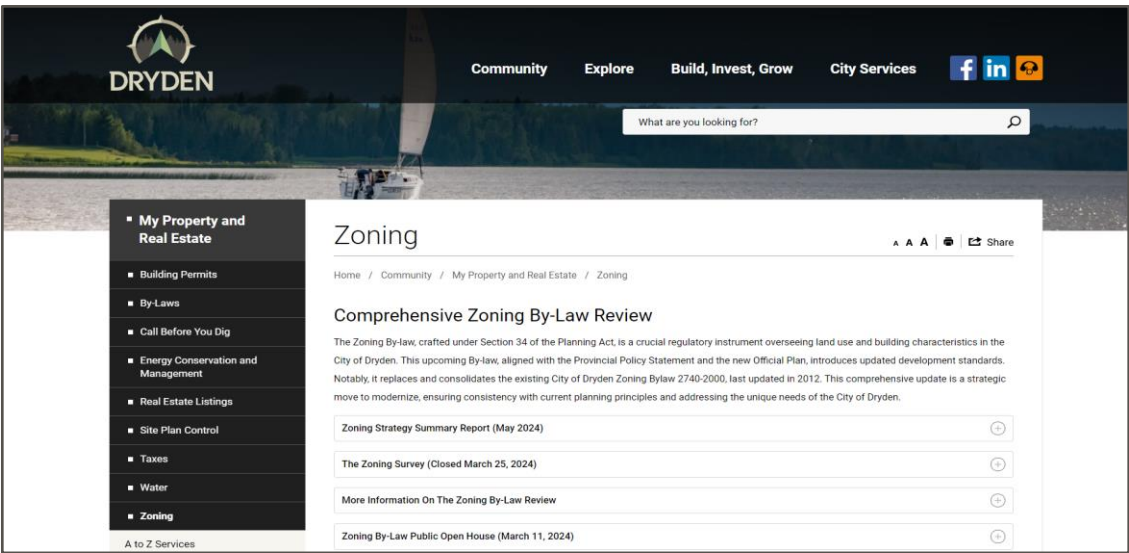 DRYDEN
Community
Explore
Build, Invest, Grow
City Services
f
in
What are you looking for?
My Property and
Real Estate
Building Permits
By-Laws
Call Before You Dig
Energy Conservation and
Management
Real Estate Listings
Site Plan Control
Taxes
Water
Zoning
A to Z Services
Zoning
A A A
Share
Home / Community / My Property and Real Estate / Zoning
Comprehensive Zoning By-Law Review
The Zoning By-law, crafted under Section 34 of the Planning Act, is a crucial regulatory instrument overseeing land use and building characteristics in the
City of Dryden. This upcoming By-law, aligned with the Provincial Policy Statement and the new Official Plan, introduces updated development standards.
Notably, it replaces and consolidates the existing City of Dryden Zoning Bylaw 2740-2000, last updated in 2012. This comprehensive update is a strategic
move to modernize, ensuring consistency with current planning principles and addressing the unique needs of the City of Dryden.
Zoning Strategy Summary Report (May 2024)
The Zoning Survey (Closed March 25, 2024)
More Information On The Zoning By-Law Review
Zoning By-Law Public Open House (March 11, 2024)